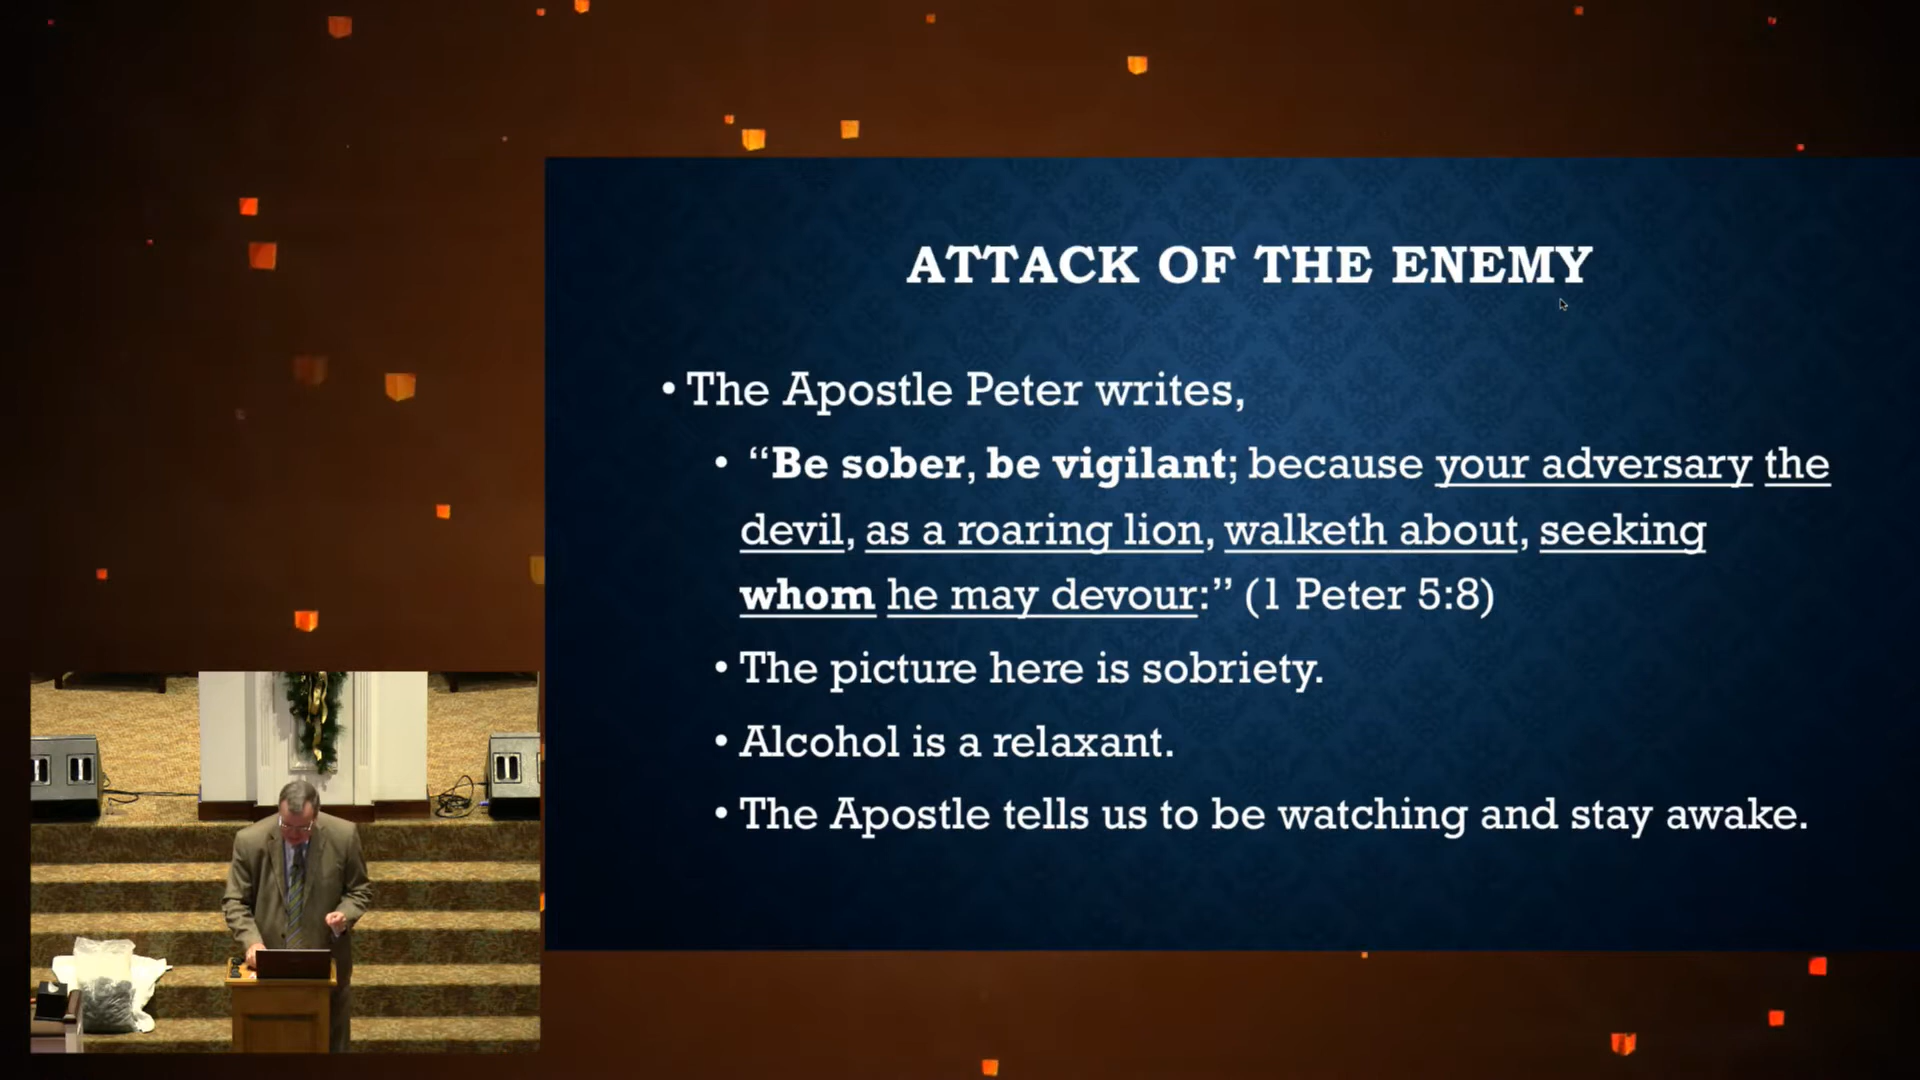 ATTACK OF THE ENEMY
• The Apostle Peter writes,
• “Be sober, be vigilant; because your adversary the
devil, as a roaring lion, walketh about, seeking
whom he may devour:” (1 Peter 5:8)
• The picture here is sobriety.
• Alcohol is a relaxant.
• The Apostle tells us to be watching and stay awake.